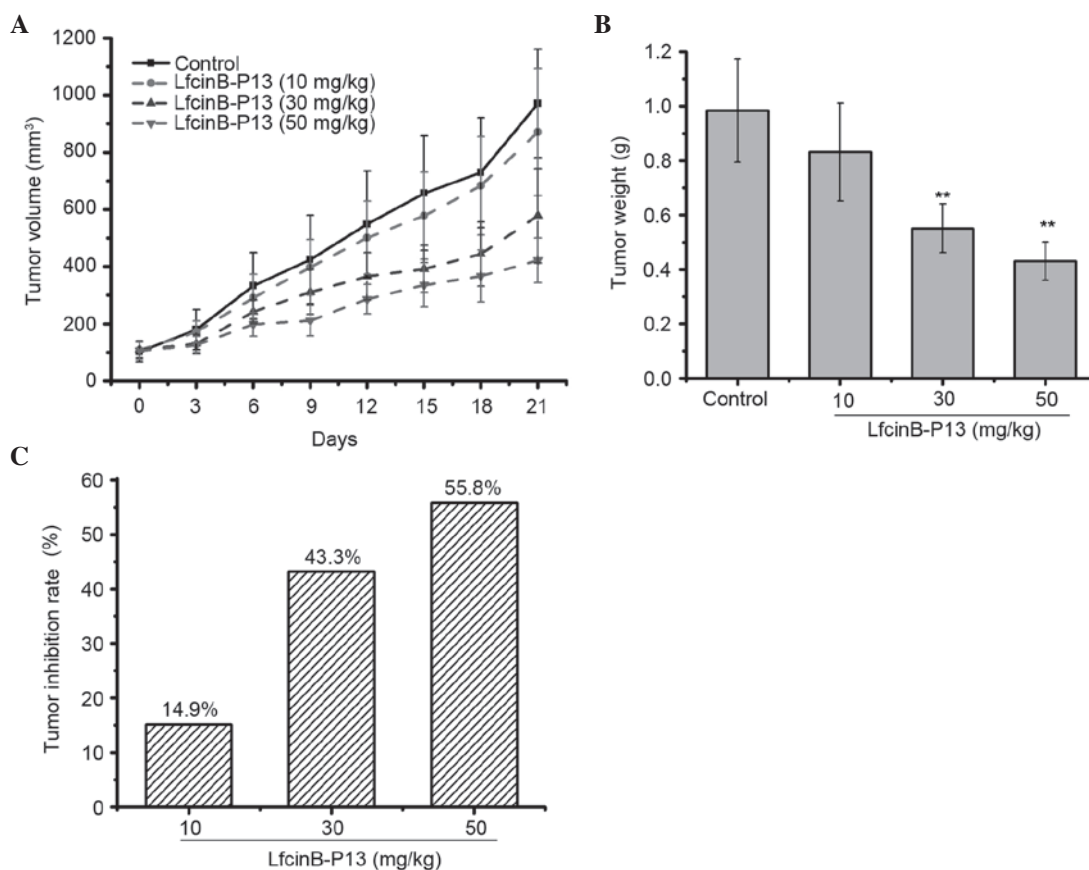 A
1200
1000
800
600
400
200
0
Tumor volume (mm³)
Control
LfcinB-P13 (10 mg/kg)
LfcinB-P13 (30 mg/kg)
LfcinB-P13 (50 mg/kg)
0 3 6 9 12 15 18 21
Days
B
1.2
1.0
0.8
0.6
0.4
0.2
0.0
Tumor weight (g)
**
**
Control 10 30 50
LfcinB-P13 (mg/kg)
C
60
50
40
30
20
10
0
Tumor inhibition rate (%)
14.9%
43.3%
55.8%
10 30 50
LfcinB-P13 (mg/kg)